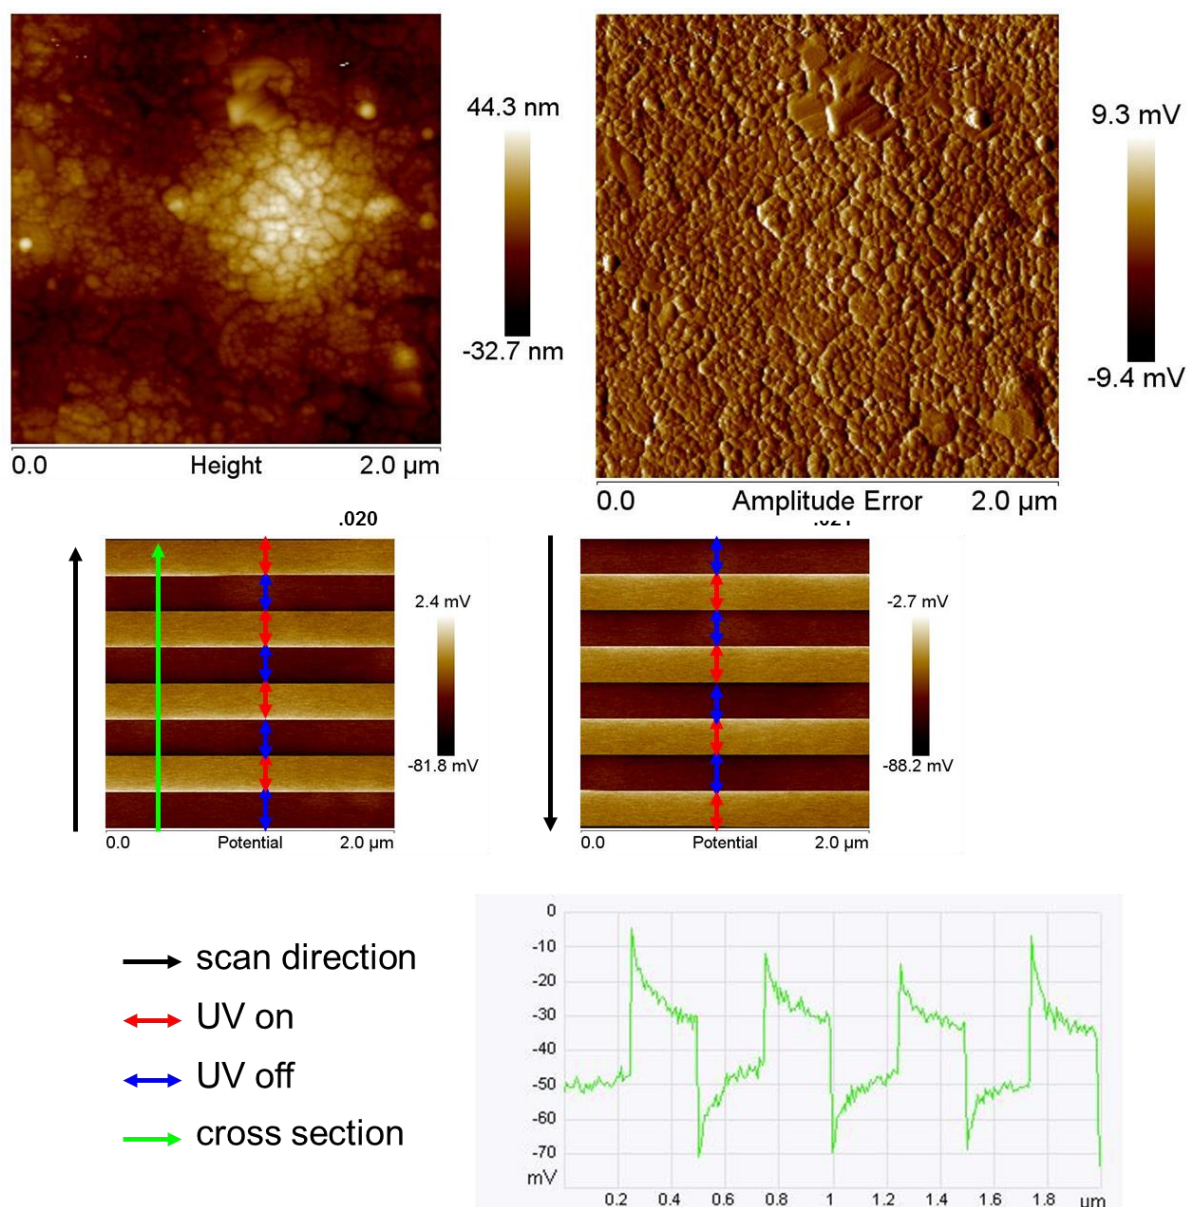 44.3 nm
-32.7 nm
0.0 Height 2.0 µm
9.3 mV
-9.4 mV
0.0 Amplitude Error 2.0 µm
.020
2.4 mV
-81.8 mV
0.0 Potential 2.0 µm
-2.7 mV
-88.2 mV
0.0 Potential 2.0 µm
scan direction
UV on
UV off
cross section
0
-10
-20
-30
-40
-50
-60
-70
mV
0.2 0.4 0.6 0.8 1 1.2 1.4 1.6 1.8 um